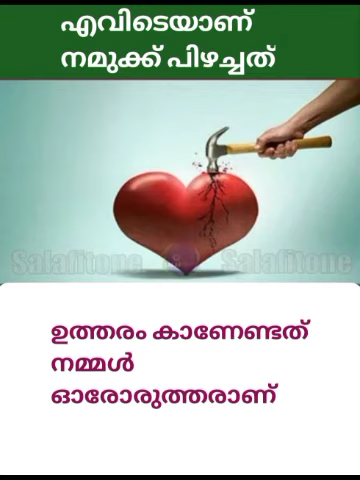 എവിടെയാണ്
നമുക്ക് പിഴച്ചത്
Salafitone Salafitone
ഉത്തരം കാണേണ്ടത്
നമ്മൾ
ഓരോരുത്തരാണ്